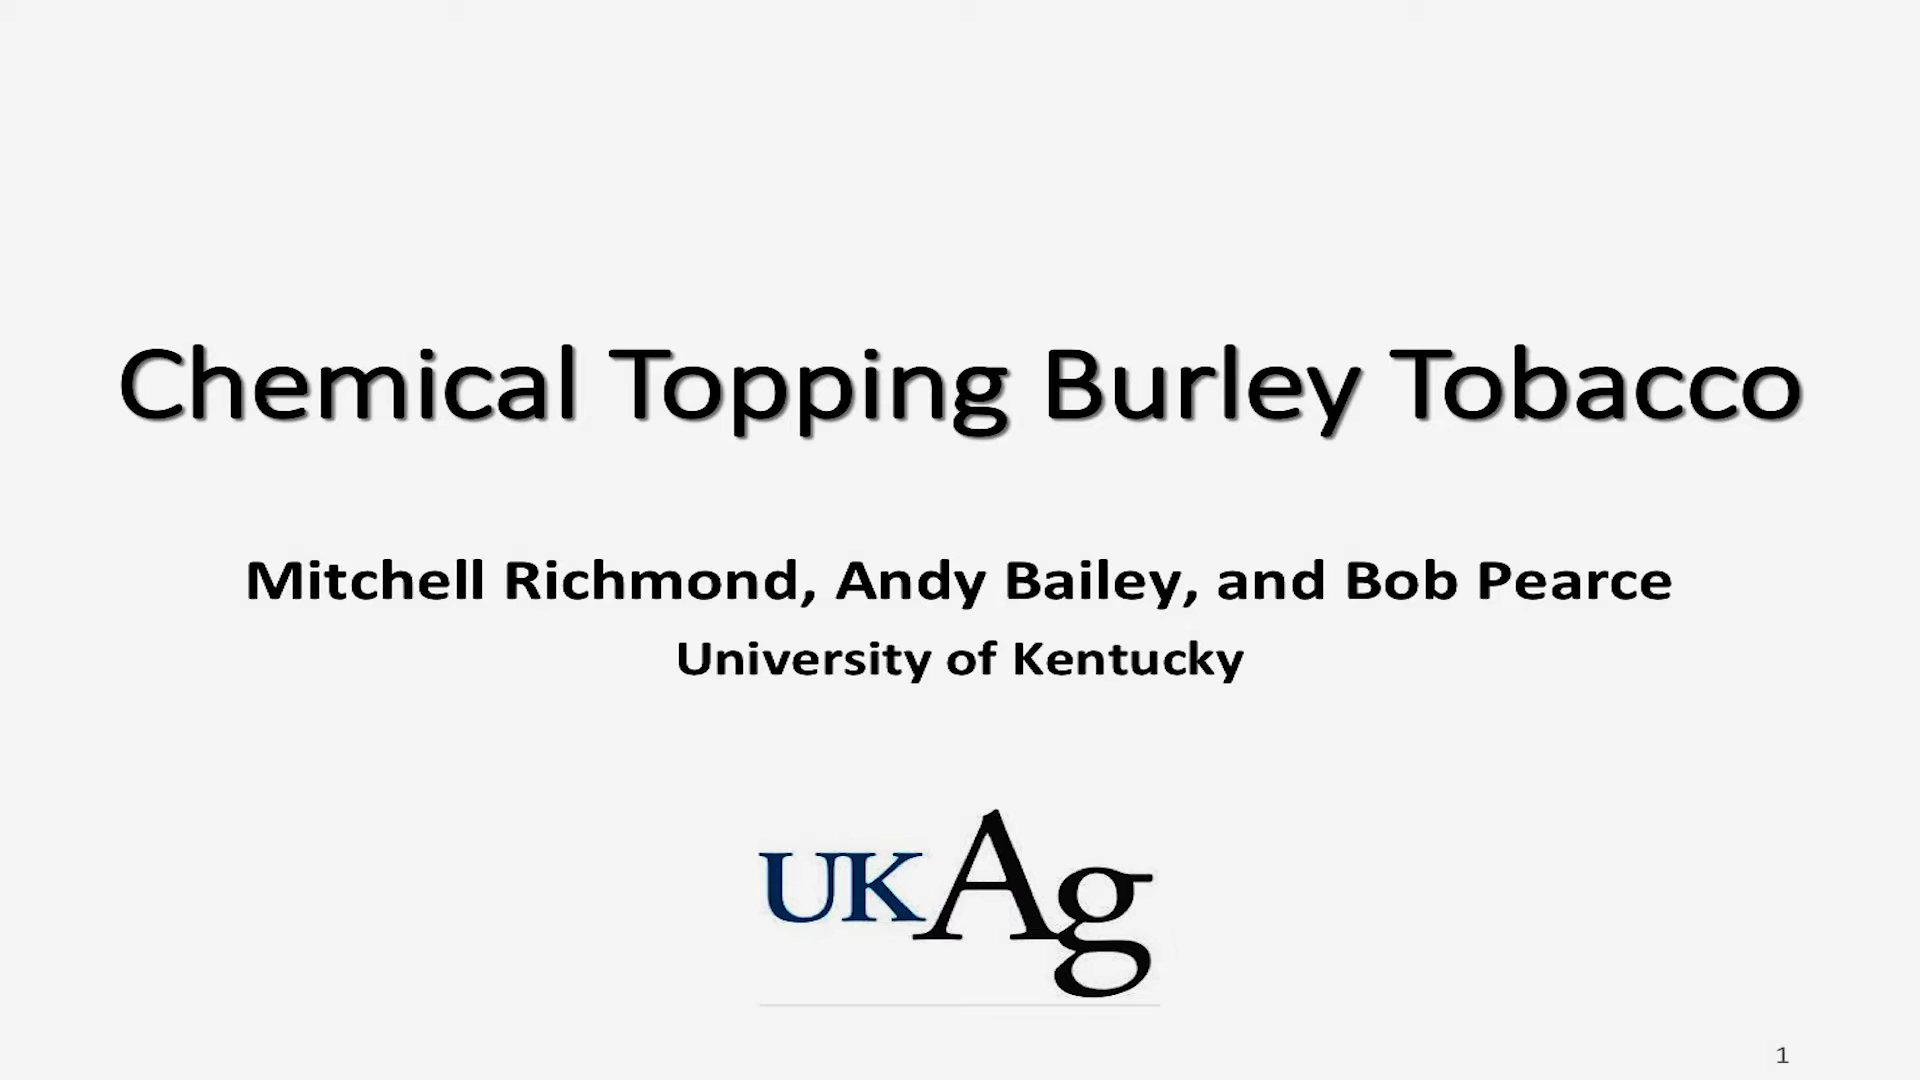 Chemical Topping Burley Tobacco
Mitchell Richmond, Andy Bailey, and Bob Pearce
University of Kentucky
UKAg
1